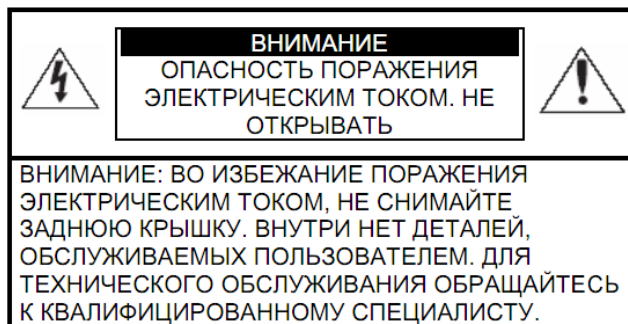 ВНИМАНИЕ
ОПАСНОСТЬ ПОРАЖЕНИЯ
ЭЛЕКТРИЧЕСКИМ ТОКОМ. НЕ
ОТКРЫВАТЬ
ВНИМАНИЕ: ВО ИЗБЕЖАНИЕ ПОРАЖЕНИЯ
ЭЛЕКТРИЧЕСКИМ ТОКОМ, НЕ СНИМАЙТЕ
ЗАДНЮЮ КРЫШКУ. ВНУТРИ НЕТ ДЕТАЛЕЙ,
ОБСЛУЖИВАЕМЫХ ПОЛЬЗОВАТЕЛЕМ. ДЛЯ
ТЕХНИЧЕСКОГО ОБСЛУЖИВАНИЯ ОБРАЩАЙТЕСЬ
К КВАЛИФИЦИРОВАННОМУ СПЕЦИАЛИСТУ.